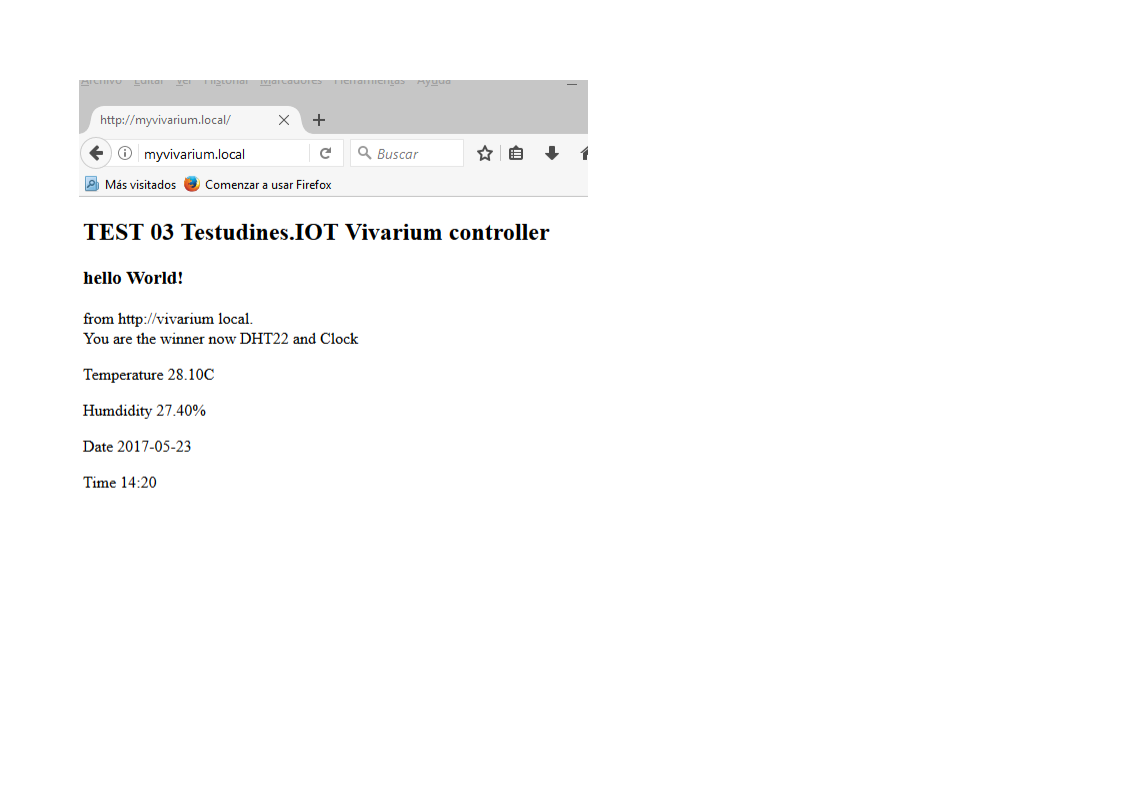 Archivo Editar Ver Historial Marcadores Herramientas Ayuda
http://myvivarium.local/
myvivarium.local Buscar
Más visitados Comenzar a usar Firefox
TEST 03 Testudines.IOT Vivarium controller
hello World!
from http://vivarium local.
You are the winner now DHT22 and Clock
Temperature 28.10C
Humdidity 27.40%
Date 2017-05-23
Time 14:20